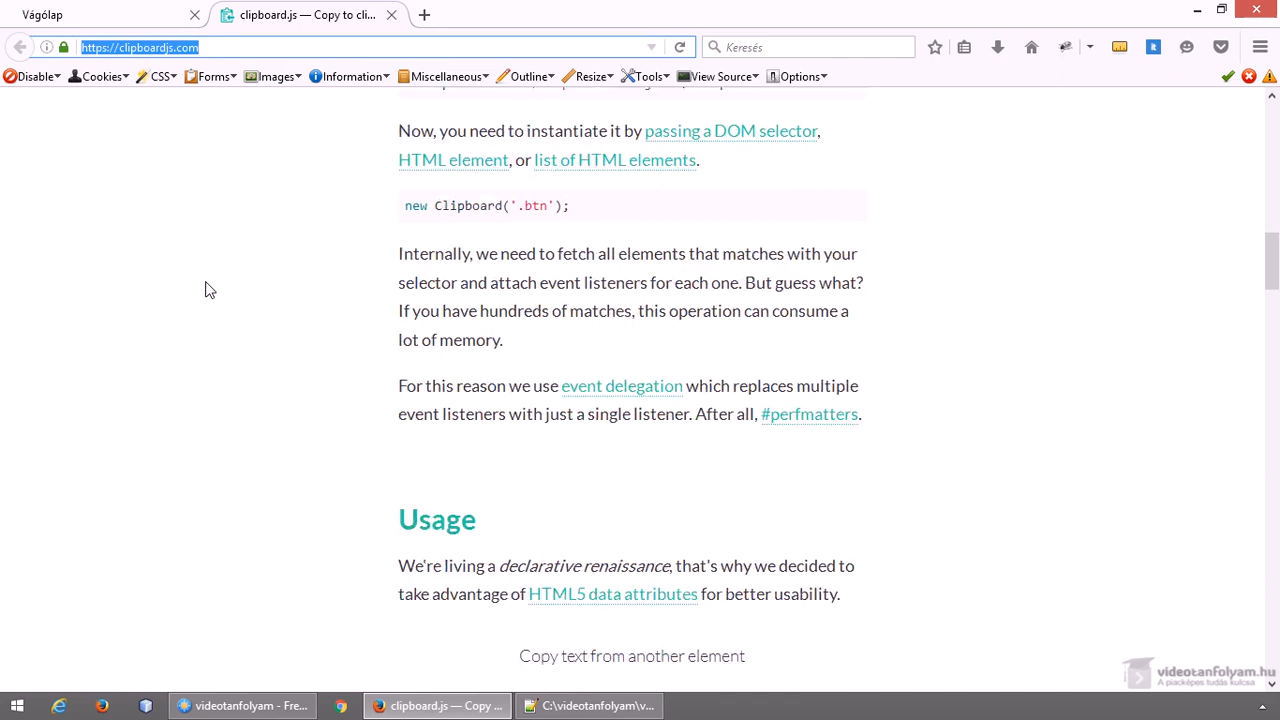 Vágólap
clipboard.js — Copy to cli...
https://clipboardjs.com
Keresés
Disable Cookies CSS Forms Images Information Miscellaneous Outline Resize Tools View Source Options
Now, you need to instantiate it by passing a DOM selector,
HTML element, or list of HTML elements.
new Clipboard('.btn');
Internally, we need to fetch all elements that matches with your
selector and attach event listeners for each one. But guess what?
If you have hundreds of matches, this operation can consume a
lot of memory.
For this reason we use event delegation which replaces multiple
event listeners with just a single listener. After all, #perfmatters.
Usage
We're living a declarative renaissance, that's why we decided to
take advantage of HTML5 data attributes for better usability.
Copy text from another element
videotanfolyam.hu
A piacképes tudás kulcsa
videotanfolyam - Fre...
clipboard.js — Copy ...
C:\videotanfolyam\v...